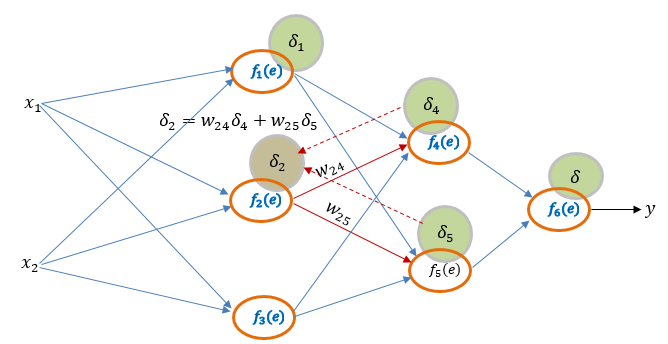 δ₁
f₁(e)
x₁
δ₂ = w₂₄δ₄ + w₂₅δ₅
δ₄
f₄(e)
δ₂
w₂₄
δ
f₂(e)
w₂₅
f₆(e)
y
δ₅
x₂
f₅(e)
f₃(e)